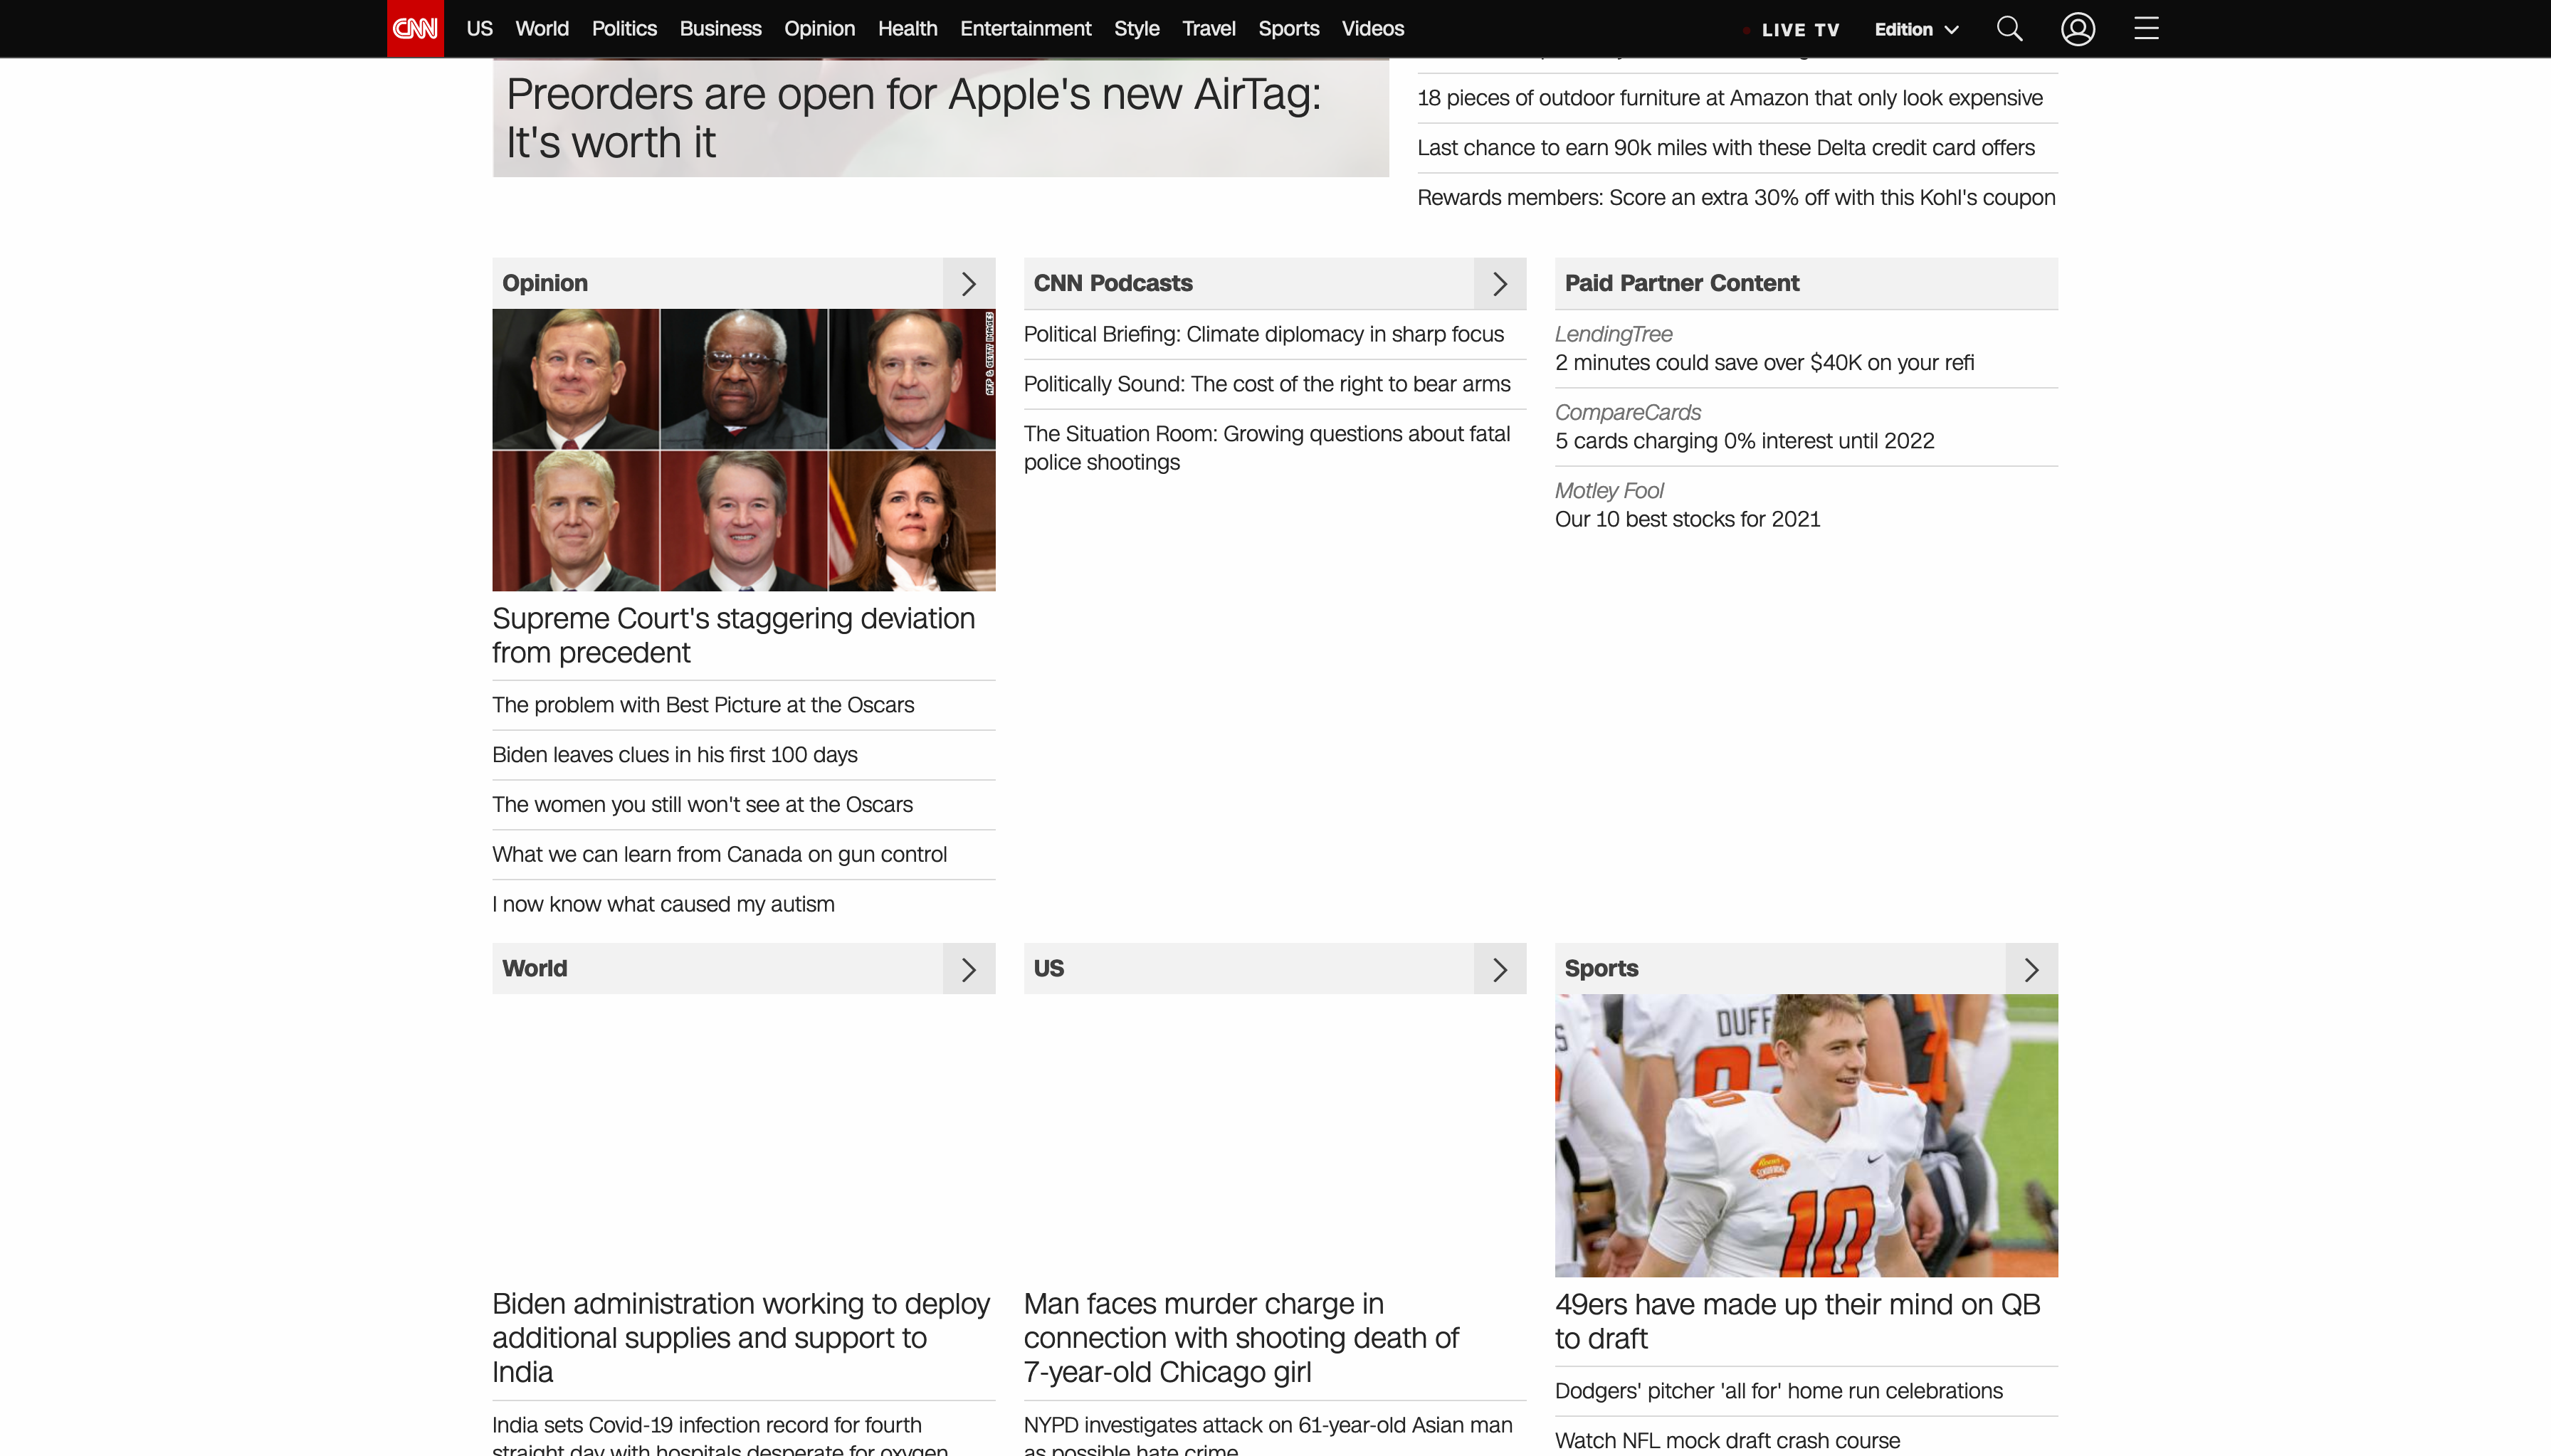 CNN
US World Politics Business Opinion Health Entertainment Style Travel Sports Videos
LIVE TV Edition
Preorders are open for Apple's new AirTag:
It's worth it
18 pieces of outdoor furniture at Amazon that only look expensive
Last chance to earn 90k miles with these Delta credit card offers
Rewards members: Score an extra 30% off with this Kohl's coupon
Opinion
AFP & GETTY IMAGES
Supreme Court's staggering deviation
from precedent
The problem with Best Picture at the Oscars
Biden leaves clues in his first 100 days
The women you still won't see at the Oscars
What we can learn from Canada on gun control
I now know what caused my autism
CNN Podcasts
Political Briefing: Climate diplomacy in sharp focus
Politically Sound: The cost of the right to bear arms
The Situation Room: Growing questions about fatal
police shootings
Paid Partner Content
LendingTree
2 minutes could save over $40K on your refi
CompareCards
5 cards charging 0% interest until 2022
Motley Fool
Our 10 best stocks for 2021
World
Biden administration working to deploy
additional supplies and support to
India
India sets Covid-19 infection record for fourth
straight day with hospitals desperate for oxygen
US
Man faces murder charge in
connection with shooting death of
7-year-old Chicago girl
NYPD investigates attack on 61-year-old Asian man
as possible hate crime
Sports
DUFF
10
10
49ers have made up their mind on QB
to draft
Dodgers' pitcher 'all for' home run celebrations
Watch NFL mock draft crash course